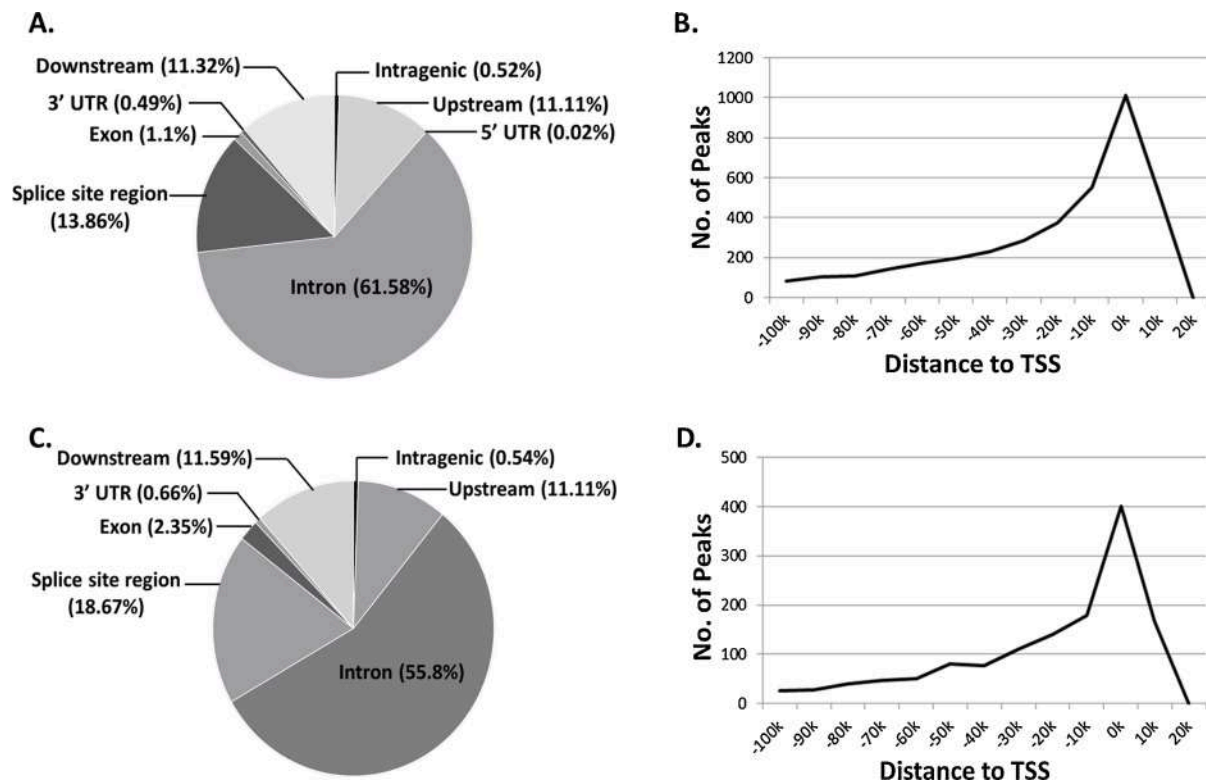 A.
Downstream (11.32%)
Intragenic (0.52%)
3' UTR (0.49%)
Upstream (11.11%)
Exon (1.1%)
5' UTR (0.02%)
Splice site region
(13.86%)
Intron (61.58%)
B.
No. of Peaks
1200
1000
800
600
400
200
0
-100k
-90k
-80k
-70k
-60k
-50k
-40k
-30k
-20k
-10k
0k
10k
20k
Distance to TSS
C.
Downstream (11.59%)
Intragenic (0.54%)
3' UTR (0.66%)
Upstream (11.11%)
Exon (2.35%)
Splice site region
(18.67%)
Intron (55.8%)
D.
No. of Peaks
500
400
300
200
100
0
-100k
-90k
-80k
-70k
-60k
-50k
-40k
-30k
-20k
-10k
0k
10k
20k
Distance to TSS